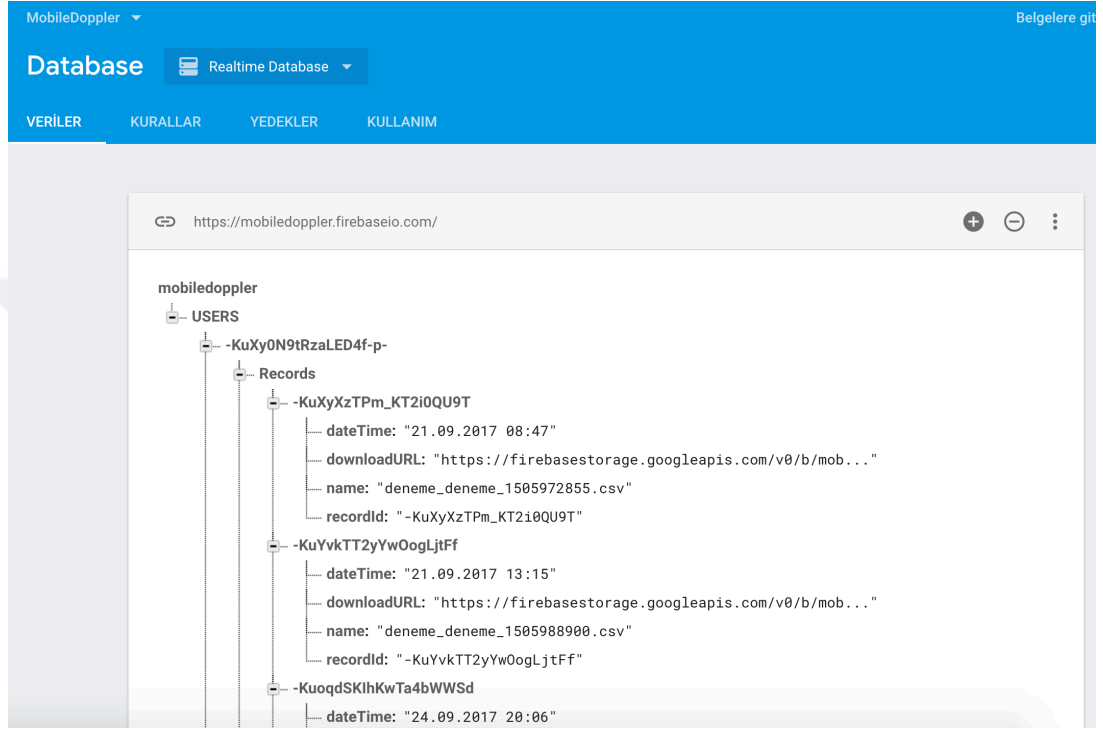 MobileDoppler Belgelere git
Database Realtime Database
VERİLER KURALLAR YEDEKLER KULLANIM
https://mobiledoppler.firebaseio.com/
mobiledoppler
USERS
-KuXy0N9tRzaLED4f-p-
Records
-KuXyXzTPm_KT2i0QU9T
dateTime: "21.09.2017 08:47"
downloadURL: "https://firebasestorage.googleapis.com/v0/b/mob..."
name: "deneme_deneme_1505972855.csv"
recordId: "-KuXyXzTPm_KT2i0QU9T"
-KuYvkTT2yYwOogLjtFf
dateTime: "21.09.2017 13:15"
downloadURL: "https://firebasestorage.googleapis.com/v0/b/mob..."
name: "deneme_deneme_1505988900.csv"
recordId: "-KuYvkTT2yYwOogLjtFf"
-KuoqdSKIhKwTa4bWWSd
dateTime: "24.09.2017 20:06"